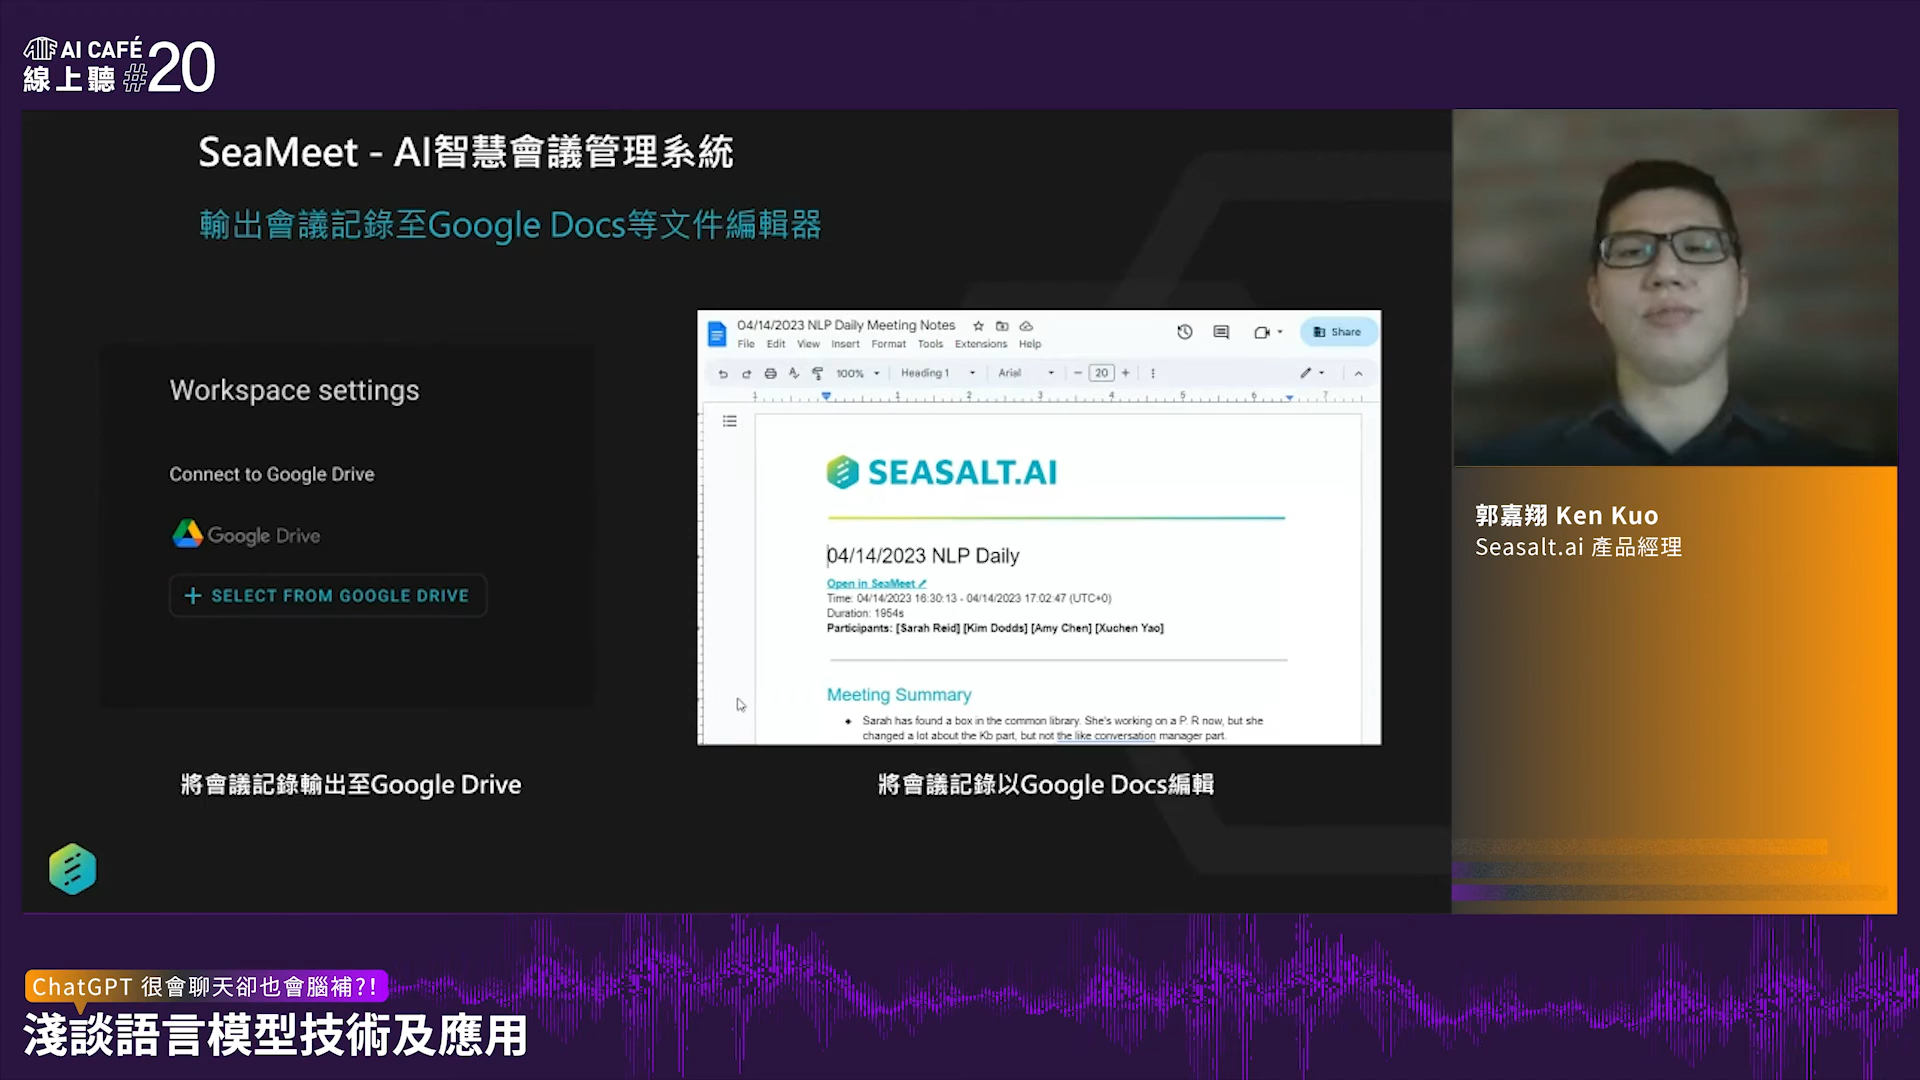 AIF AI CAFÉ
線上聽 #20
SeaMeet - AI智慧會議管理系統
輸出會議記錄至Google Docs等文件編輯器
Workspace settings
Connect to Google Drive
Google Drive
+ SELECT FROM GOOGLE DRIVE
將會議記錄輸出至Google Drive
04/14/2023 NLP Daily Meeting Notes
Share
File Edit View Insert Format Tools Extensions Help
100% Heading 1 Arial - 20 +
1 1 2 3 4 5 6 7
SEASALT.AI
04/14/2023 NLP Daily
Open in SeaMeet
Time: 04/14/2023 16:30:13 - 04/14/2023 17:02:47 (UTC+0)
Duration: 1954s
Participants: [Sarah Reid] [Kim Dodds] [Amy Chen] [Xuchen Yao]
Meeting Summary
• Sarah has found a box in the common library. She's working on a P. R now, but she
changed a lot about the Kb part, but not the like conversation manager part.
將會議記錄以Google Docs編輯
郭嘉翔 Ken Kuo
Seasalt.ai 產品經理
ChatGPT 很會聊天卻也會腦補?!
淺談語言模型技術及應用